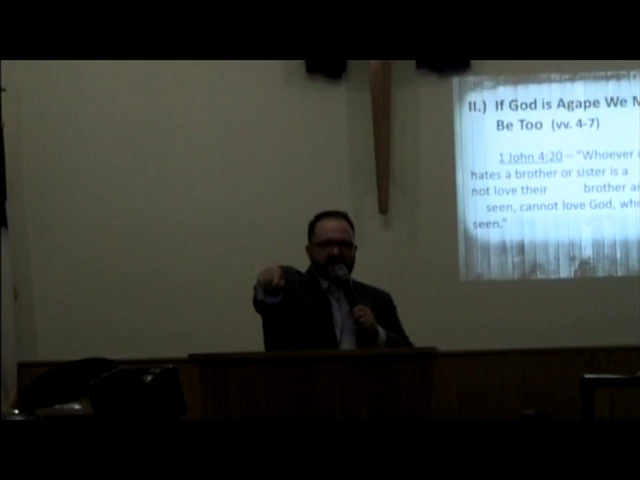 II.) If God is Agape We
Be Too (vv. 4-7)
1 John 4:20 – “Whoever
hates a brother or sister is a
not love their brother
seen, cannot love God,
seen.”